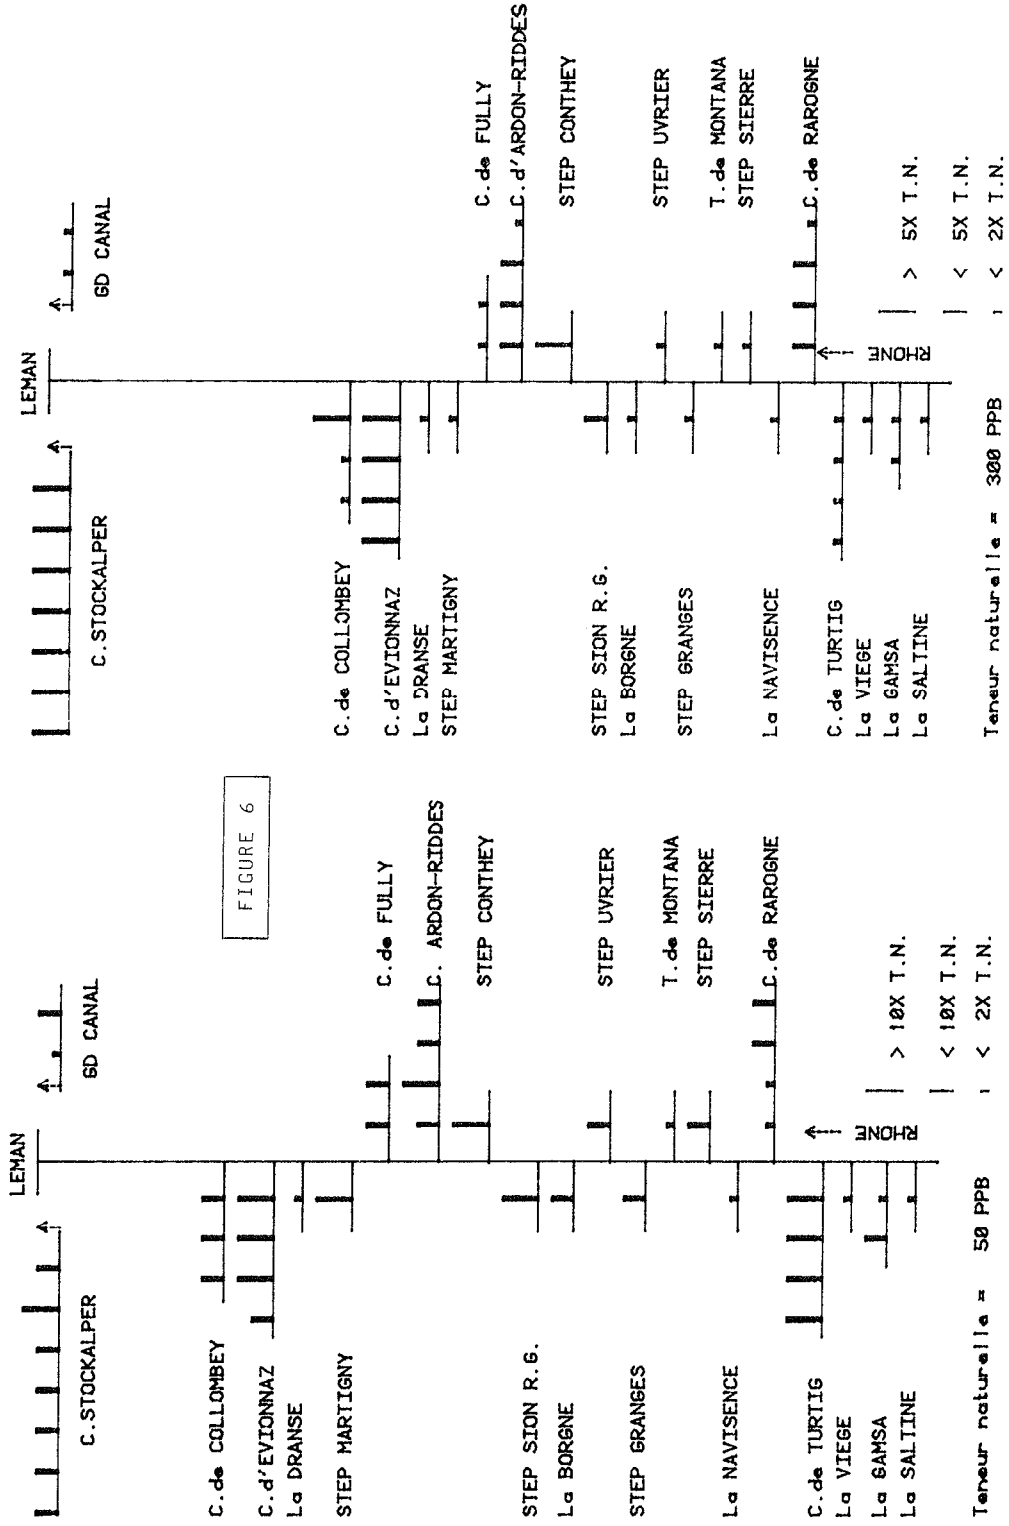 FIGURE 6
LEMAN
C.STOCKALPER
GD CANAL
C.de COLLOMBEY
C.d'EVIONNAZ
La DRANSE
STEP MARTIGNY
C.de FULLY
C. ARDON-RIDDES
STEP CONTHEY
STEP SION R.G.
La BORGNE
STEP UVRIER
STEP GRANGES
T.de MONTANA
STEP SIERRE
La NAVISENCE
C.de RAROGNE
C.de TURTIG
La VIEGE
La GAMSA
La SALTINE
RHONE
> 10X T.N.
< 10X T.N.
< 2X T.N.
Teneur naturelle = 50 PPB
LEMAN
C.STOCKALPER
GD CANAL
C.de COLLOMBEY
C.d'EVIONNAZ
La DRANSE
STEP MARTIGNY
C.de FULLY
C.d'ARDON-RIDDES
STEP CONTHEY
STEP SION R.G.
La BORGNE
STEP UVRIER
STEP GRANGES
T.de MONTANA
STEP SIERRE
La NAVISENCE
C.de RAROGNE
C.de TURTIG
La VIEGE
La GAMSA
La SALTINE
RHONE
> 5X T.N.
< 5X T.N.
< 2X T.N.
Teneur naturelle = 300 PPB